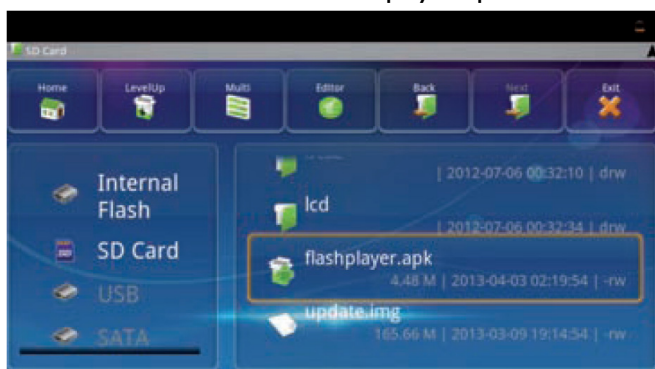 SD Card
Home
LevelUp
Multi
Editor
Back
Next
Exit
Internal
Flash
SD Card
USB
SATA
| 2012-07-06 00:32:10 | drw
lcd
| 2012-07-06 00:32:34 | drw
flashplayer.apk
4.48 M | 2013-04-03 02:19:54 | -rw
update.img
165.66 M | 2013-03-09 19:14:54 | -rw